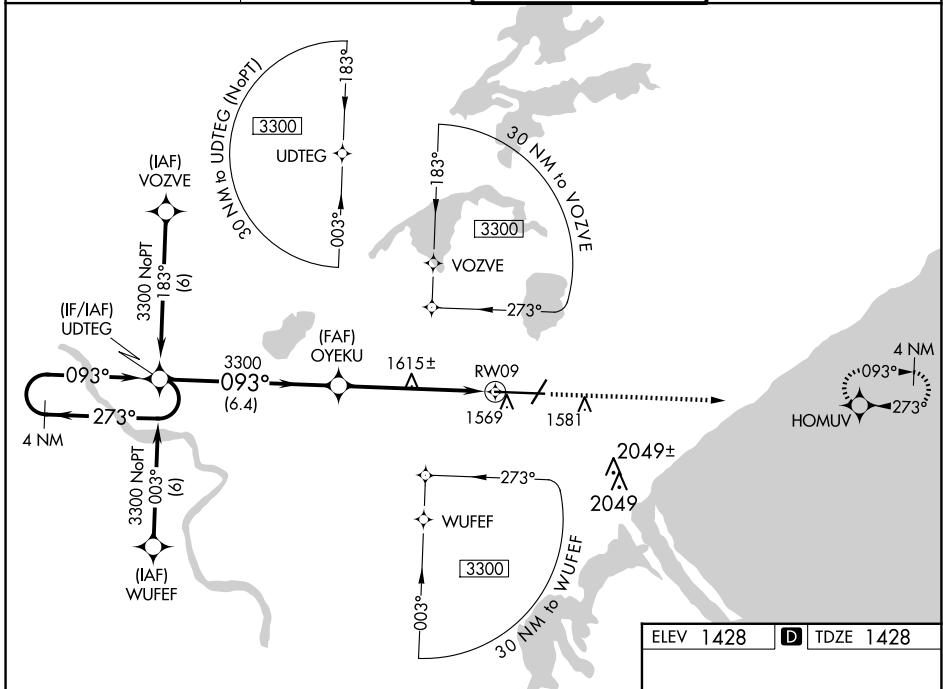 30 NM to UDTEG (NoPT)
183°
3300
UDTEG
003°
30 NM to VOZVE
183°
3300
VOZVE
273°
(IAF)
VOZVE
3300 NoPT
183°
(6)
(IF/IAF)
UDTEG
093°
273°
4 NM
3300
093°
(6.4)
(FAF)
OYEKU
1615±
RW09
1569
1581
4 NM
093°
273°
HOMUV
2049±
2049
3300 NoPT
003°
(6)
(IAF)
WUFEF
273°
WUFEF
3300
003°
30 NM to WUFEF
ELEV 1428 D TDZE 1428